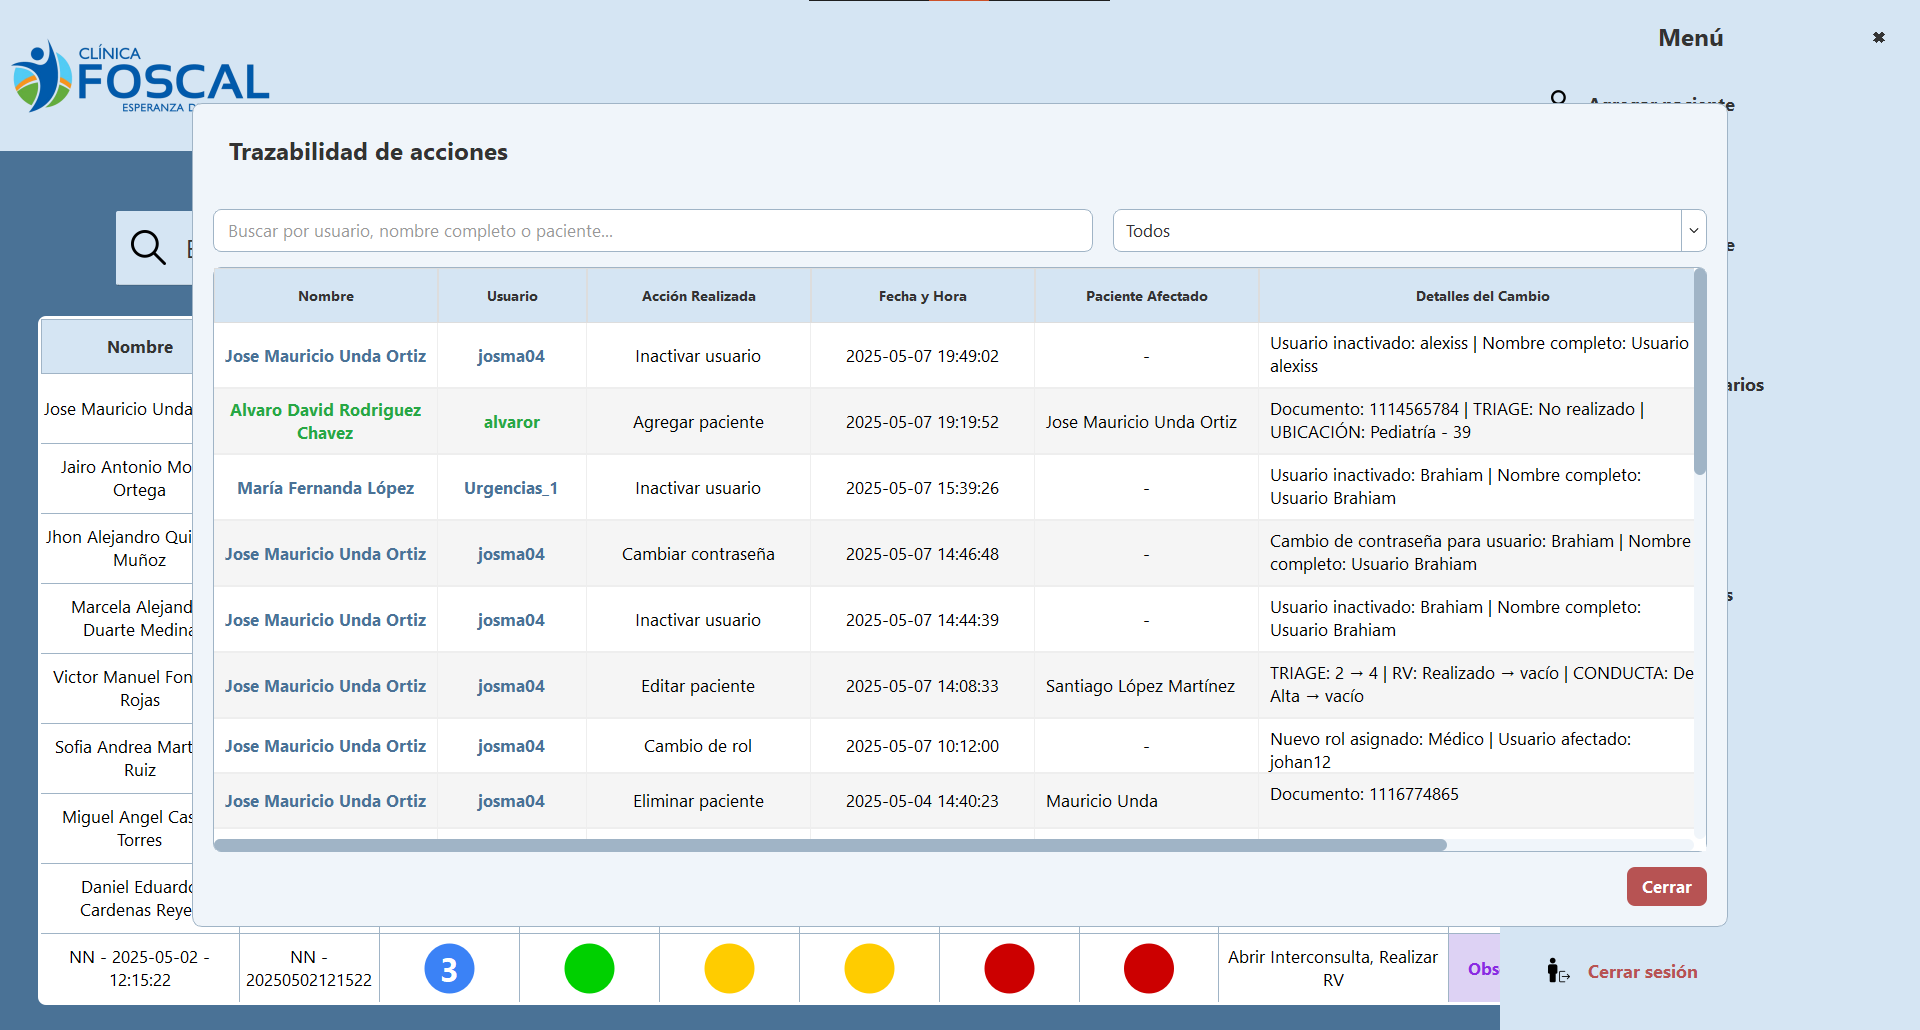 CLÍNICA
FOSCAL
ESPERANZA D
Menú
✖
Agregar paciente
Trazabilidad de acciones
Buscar por usuario, nombre completo o paciente...
Todos
Nombre Usuario Acción Realizada Fecha y Hora Paciente Afectado Detalles del Cambio
Jose Mauricio Unda Ortiz josma04 Inactivar usuario 2025-05-07 19:49:02 - Usuario inactivado: alexiss | Nombre completo: Usuario
alexiss
Alvaro David Rodriguez
Chavez
alvaror Agregar paciente 2025-05-07 19:19:52 Jose Mauricio Unda Ortiz Documento: 1114565784 | TRIAGE: No realizado |
UBICACIÓN: Pediatría - 39
María Fernanda López Urgencias_1 Inactivar usuario 2025-05-07 15:39:26 - Usuario inactivado: Brahiam | Nombre completo:
Usuario Brahiam
Jose Mauricio Unda Ortiz josma04 Cambiar contraseña 2025-05-07 14:46:48 - Cambio de contraseña para usuario: Brahiam | Nombre
completo: Usuario Brahiam
Jose Mauricio Unda Ortiz josma04 Inactivar usuario 2025-05-07 14:44:39 - Usuario inactivado: Brahiam | Nombre completo:
Usuario Brahiam
Jose Mauricio Unda Ortiz josma04 Editar paciente 2025-05-07 14:08:33 Santiago López Martínez TRIAGE: 2 → 4 | RV: Realizado → vacío | CONDUCTA: De
Alta → vacío
Jose Mauricio Unda Ortiz josma04 Cambio de rol 2025-05-07 10:12:00 - Nuevo rol asignado: Médico | Usuario afectado:
johan12
Jose Mauricio Unda Ortiz josma04 Eliminar paciente 2025-05-04 14:40:23 Mauricio Unda Documento: 1116774865
Cerrar
Nombre
Jose Mauricio Unda
Jairo Antonio Mo
Ortega
Jhon Alejandro Qui
Muñoz
Marcela Alejand
Duarte Medina
Victor Manuel Fon
Rojas
Sofia Andrea Mart
Ruiz
Miguel Angel Cas
Torres
Daniel Eduardo
Cardenas Reye
NN - 2025-05-02 -
12:15:22
NN -
20250502121522
3
Abrir Interconsulta, Realizar
RV
Obs
e
arios
s
Cerrar sesión